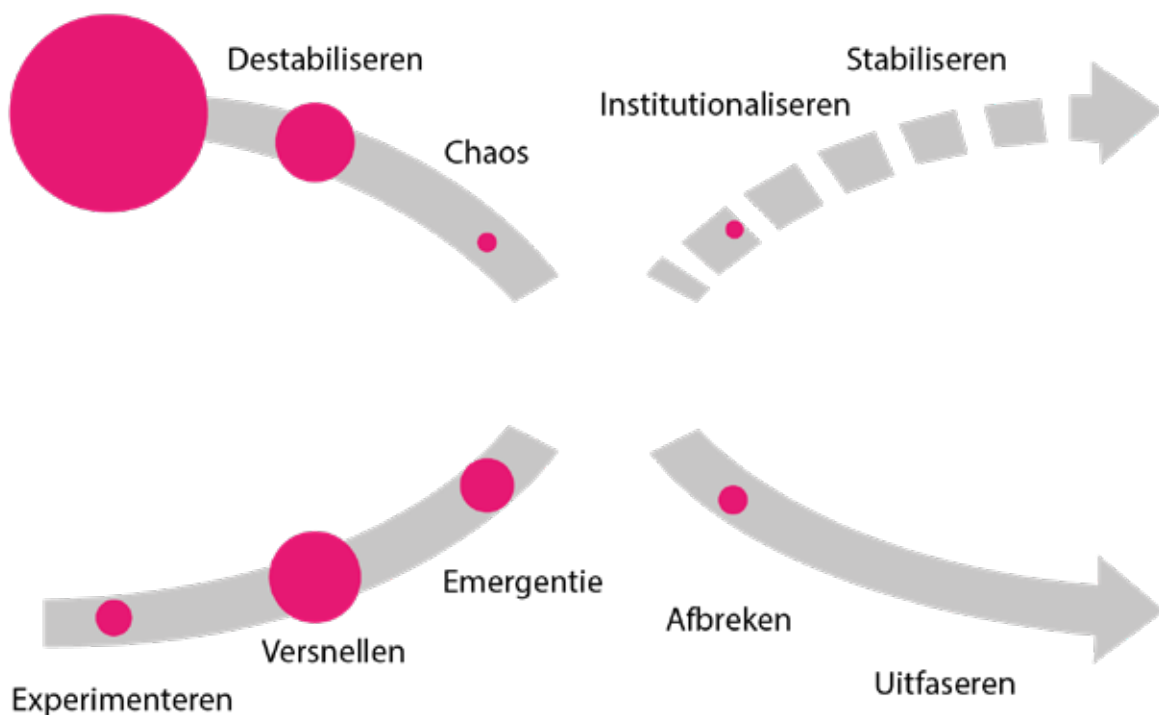 Destabiliseren
Chaos
Stabiliseren
Institutionaliseren
Emergentie
Versnellen
Experimenteren
Afbreken
Uitfaseren